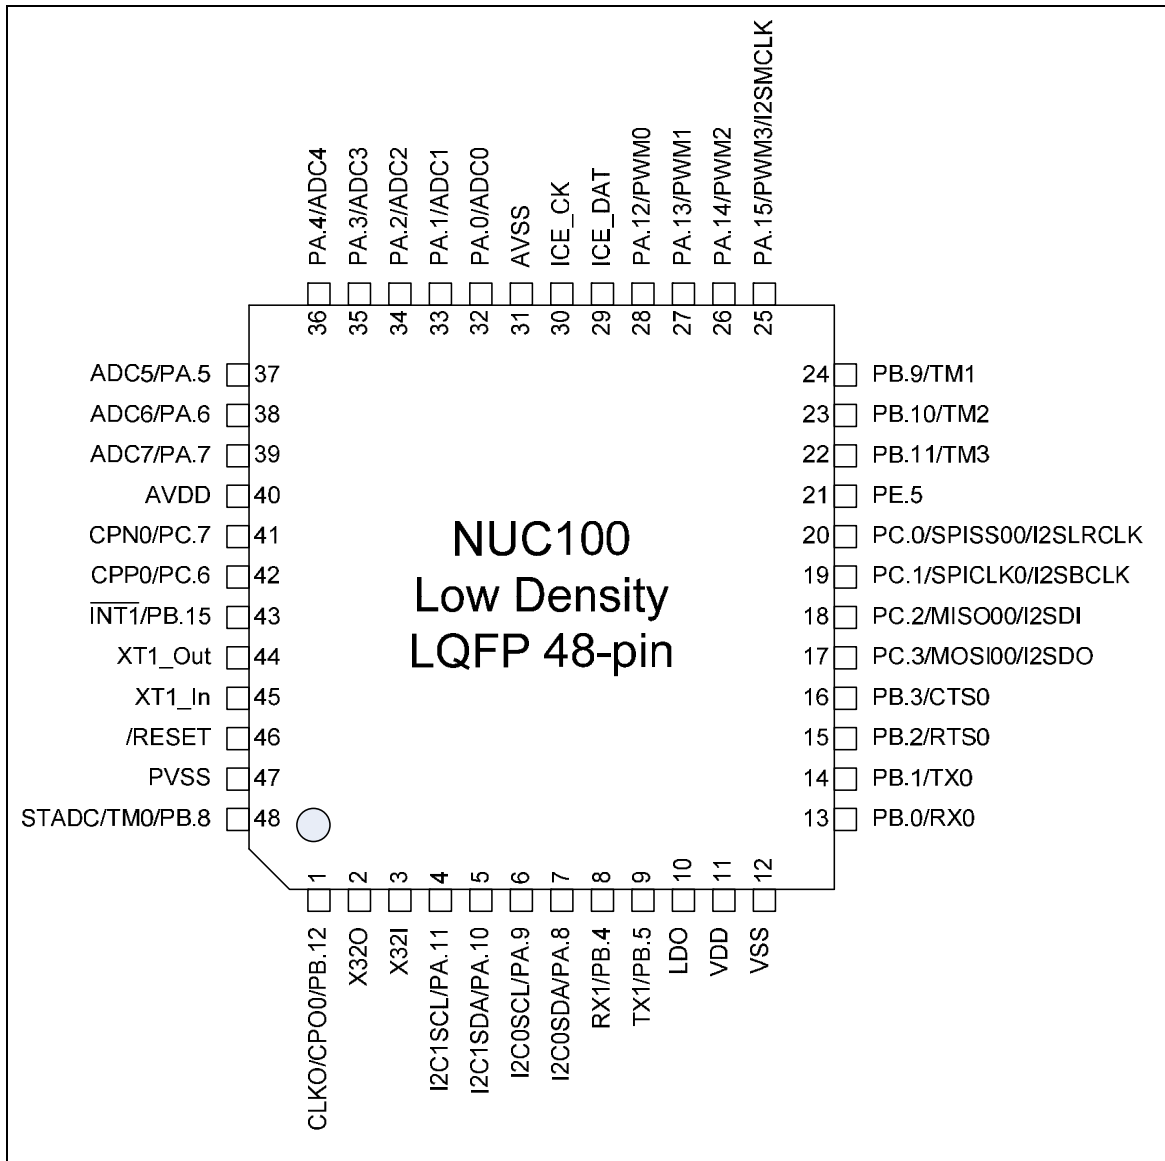 PA.4/ADC4
PA.3/ADC3
PA.2/ADC2
PA.1/ADC1
PA.0/ADC0
AVSS
ICE_CK
ICE_DAT
PA.12/PWM0
PA.13/PWM1
PA.14/PWM2
PA.15/PWM3/I2SMCLK
36
35
34
33
32
31
30
29
28
27
26
25
ADC5/PA.5 37
ADC6/PA.6 38
ADC7/PA.7 39
AVDD 40
CPN0/PC.7 41
CPP0/PC.6 42
INT1/PB.15 43
XT1_Out 44
XT1_In 45
/RESET 46
PVSS 47
STADC/TM0/PB.8 48
NUC100
Low Density
LQFP 48-pin
24 PB.9/TM1
23 PB.10/TM2
22 PB.11/TM3
21 PE.5
20 PC.0/SPISS00/I2SLRCLK
19 PC.1/SPICLK0/I2SBCLK
18 PC.2/MISO00/I2SDI
17 PC.3/MOSI00/I2SDO
16 PB.3/CTS0
15 PB.2/RTS0
14 PB.1/TX0
13 PB.0/RX0
1
2
3
4
5
6
7
8
9
10
11
12
CLKO/CPO0/PB.12
X32O
X32I
I2C1SCL/PA.11
I2C1SDA/PA.10
I2C0SCL/PA.9
I2C0SDA/PA.8
RX1/PB.4
TX1/PB.5
LDO
VDD
VSS